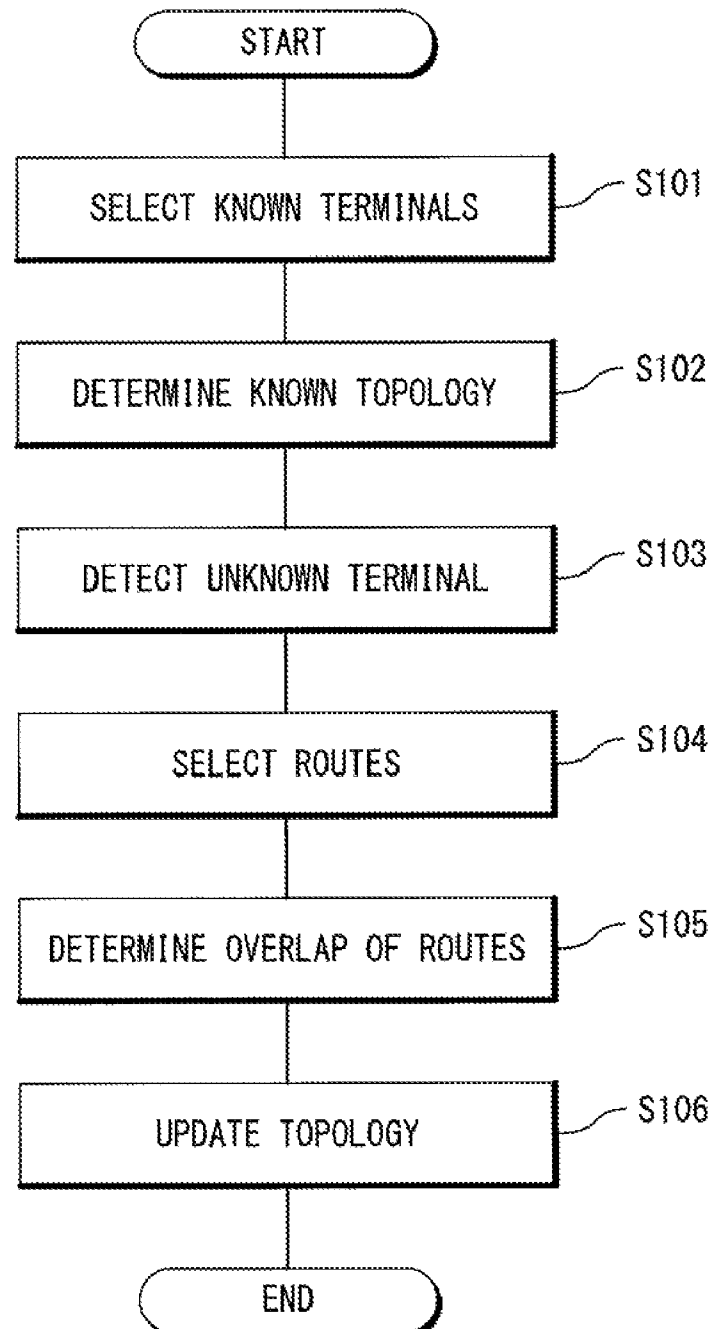 START
SELECT KNOWN TERMINALS
S101
DETERMINE KNOWN TOPOLOGY
S102
DETECT UNKNOWN TERMINAL
S103
SELECT ROUTES
S104
DETERMINE OVERLAP OF ROUTES
S105
UPDATE TOPOLOGY
S106
END